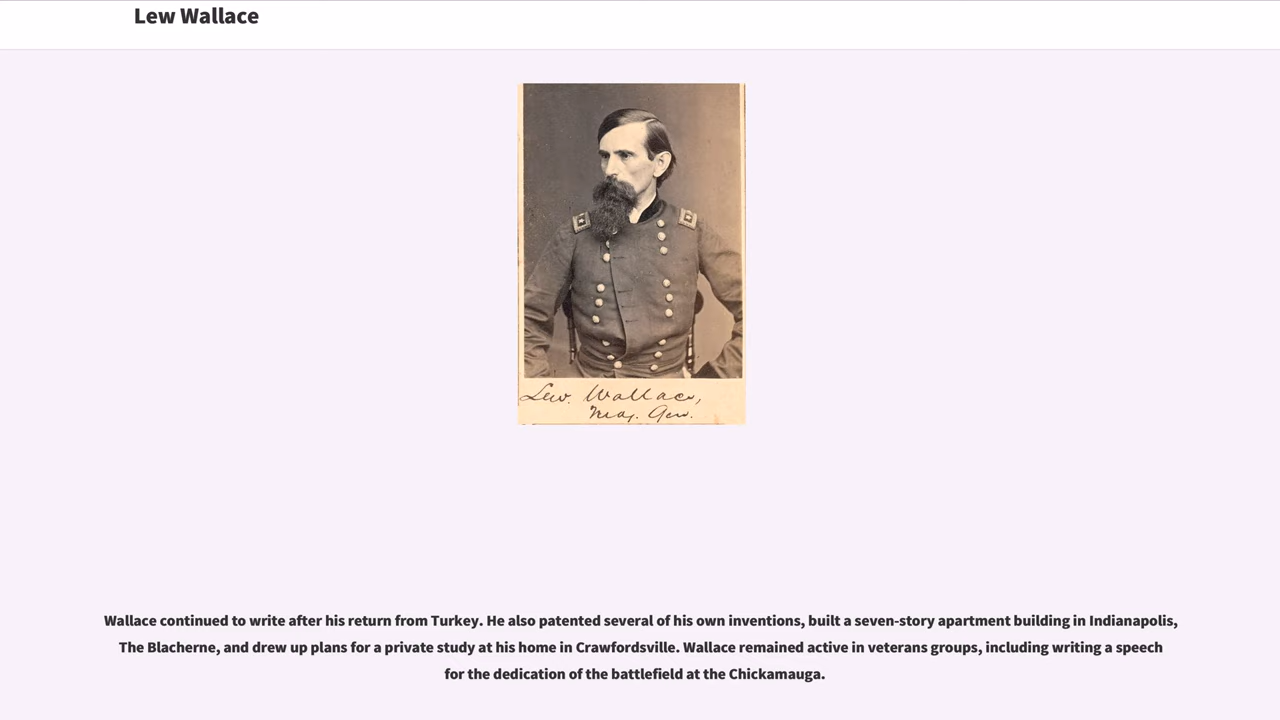 Lew Wallace
Lew. Wallace,
Maj. Gen.
Wallace continued to write after his return from Turkey. He also patented several of his own inventions, built a seven-story apartment building in Indianapolis,
The Blacherne, and drew up plans for a private study at his home in Crawfordsville. Wallace remained active in veterans groups, including writing a speech
for the dedication of the battlefield at the Chickamauga.